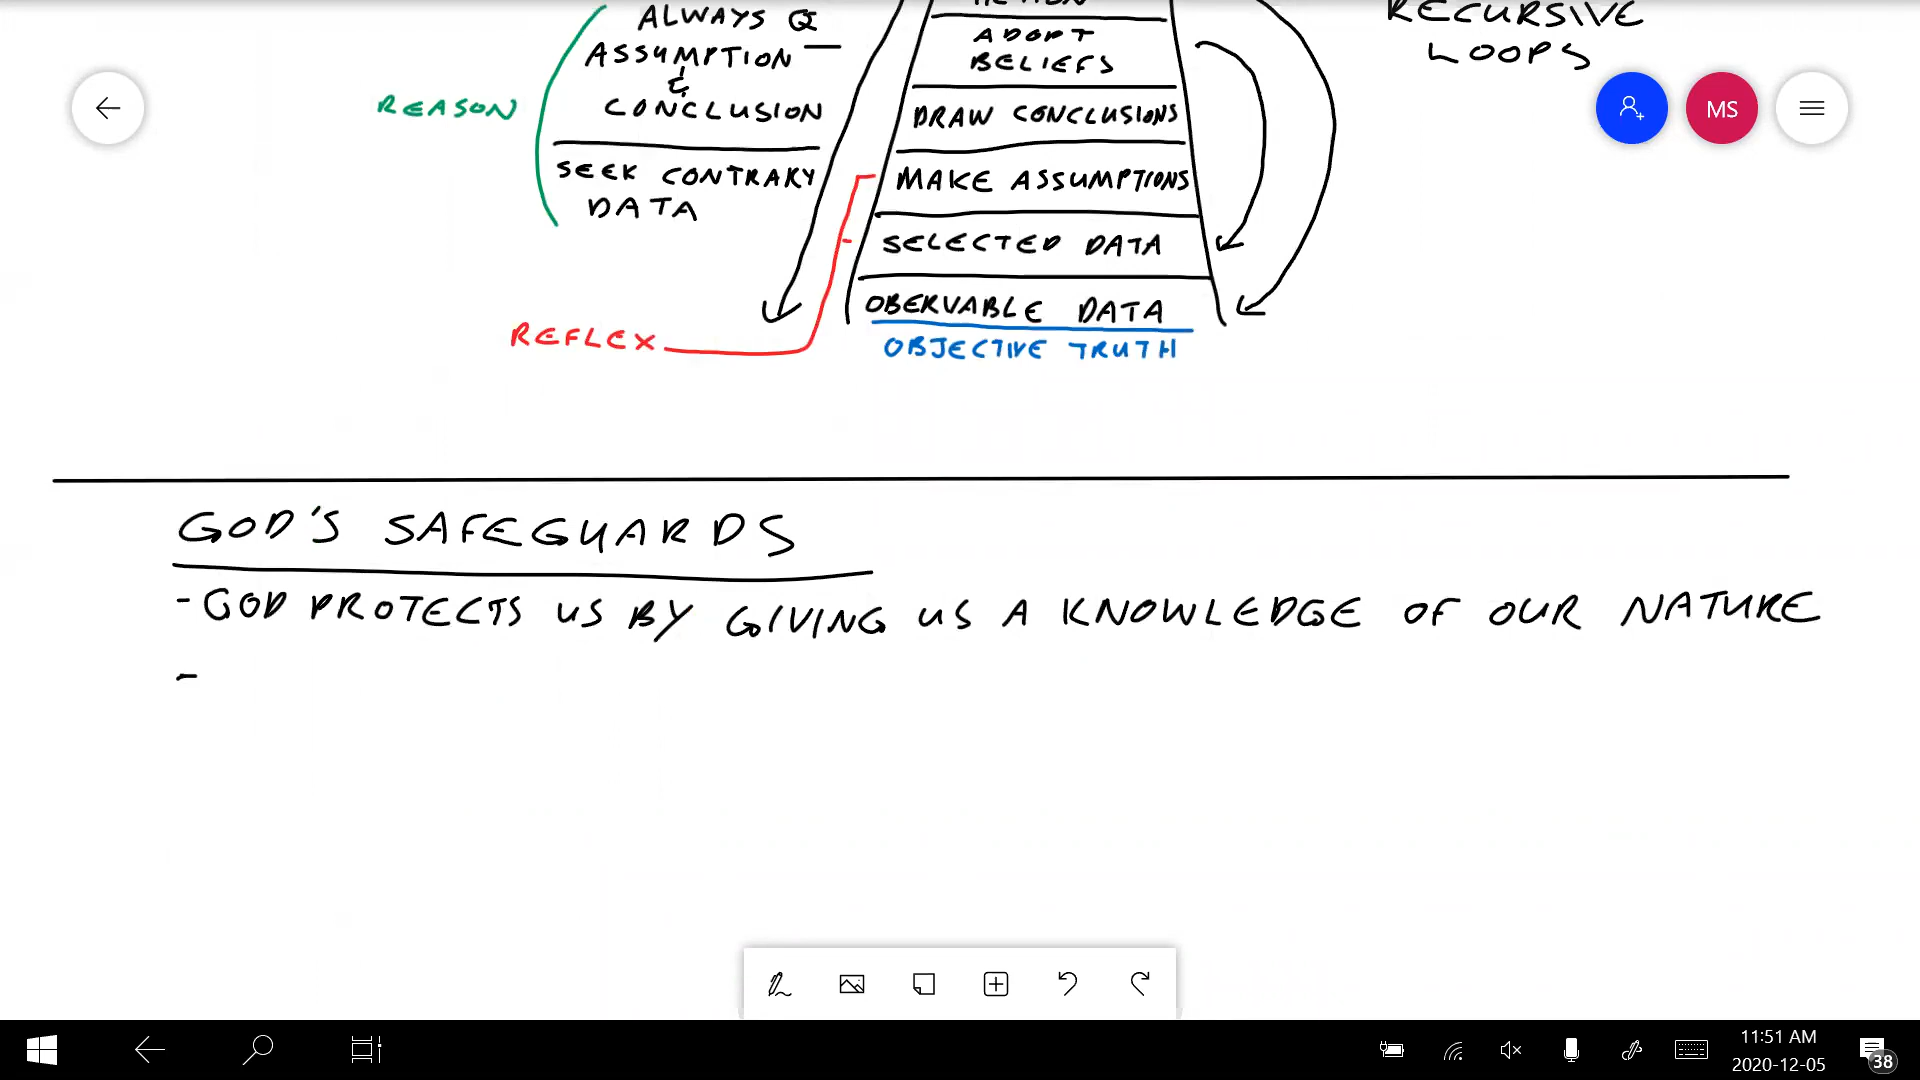 ALWAYS Q
ASSUMPTION
&
CONCLUSION
SEEK CONTRARY
DATA
REASON
ADOPT
BELIEFS
DRAW CONCLUSIONS
MAKE ASSUMPTIONS
SELECTED DATA
OBERVABLE DATA
OBJECTIVE TRUTH
REFLEX
RECURSIVE
LOOPS
MS
GOD'S SAFEGUARDS
- GOD PROTECTS US BY GIVING US A KNOWLEDGE OF OUR NATURE
-
11:51 AM
2020-12-05
38